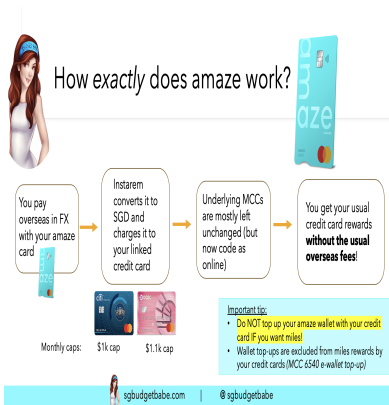 How exactly does amaze work?
am
aze
You pay
overseas in FX
with your amaze
card
Instarem
converts it to
SGD and
charges it to
your linked
credit card
Underlying MCCs
are mostly left
unchanged (but
now code as
online)
You get your usual
credit card rewards
without the usual
overseas fees!
citi
Monthly caps:
$1k cap
$1.1k cap
Important tip:
• Do NOT top up your amaze wallet with your credit
card IF you want miles!
• Wallet top-ups are excluded from miles rewards by
your credit cards (MCC 6540 e-wallet top-up)
sgbudgetbabe.com | @ sgbudgetbabe